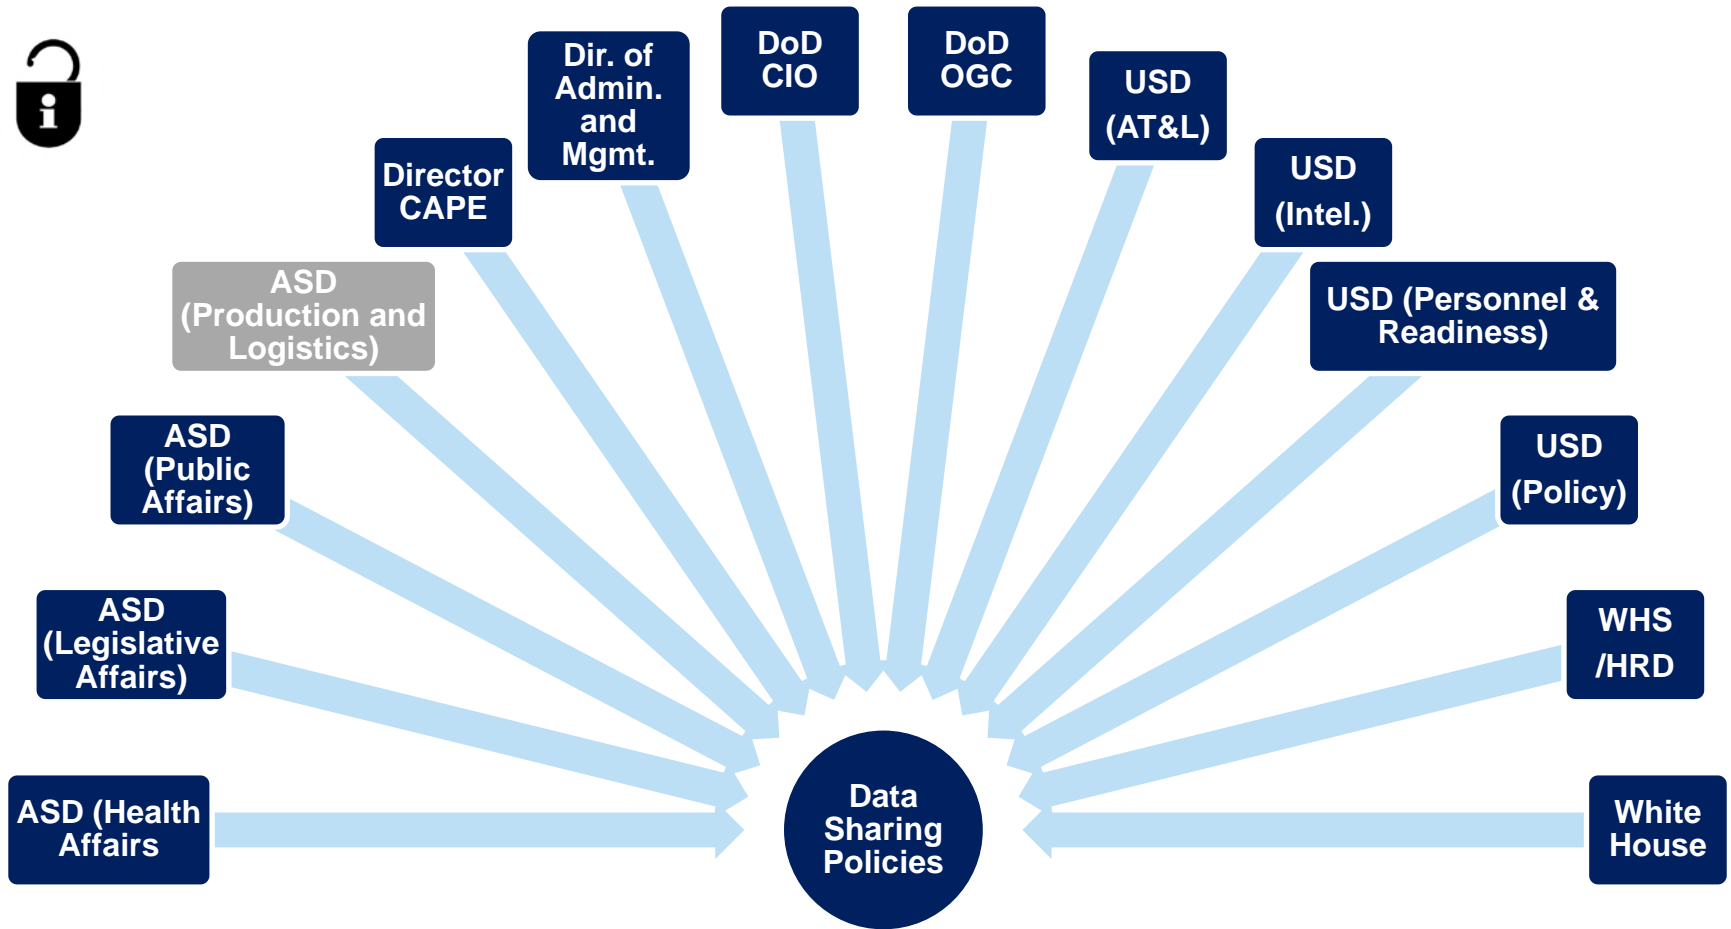 i
DoD
CIO
DoD
OGC
Dir. of
Admin.
and
Mgmt.
USD
(AT&L)
Director
CAPE
USD
(Intel.)
ASD
(Production and
Logistics)
USD (Personnel &
Readiness)
ASD
(Public
Affairs)
USD
(Policy)
ASD
(Legislative
Affairs)
WHS
/HRD
ASD (Health
Affairs
Data
Sharing
Policies
White
House